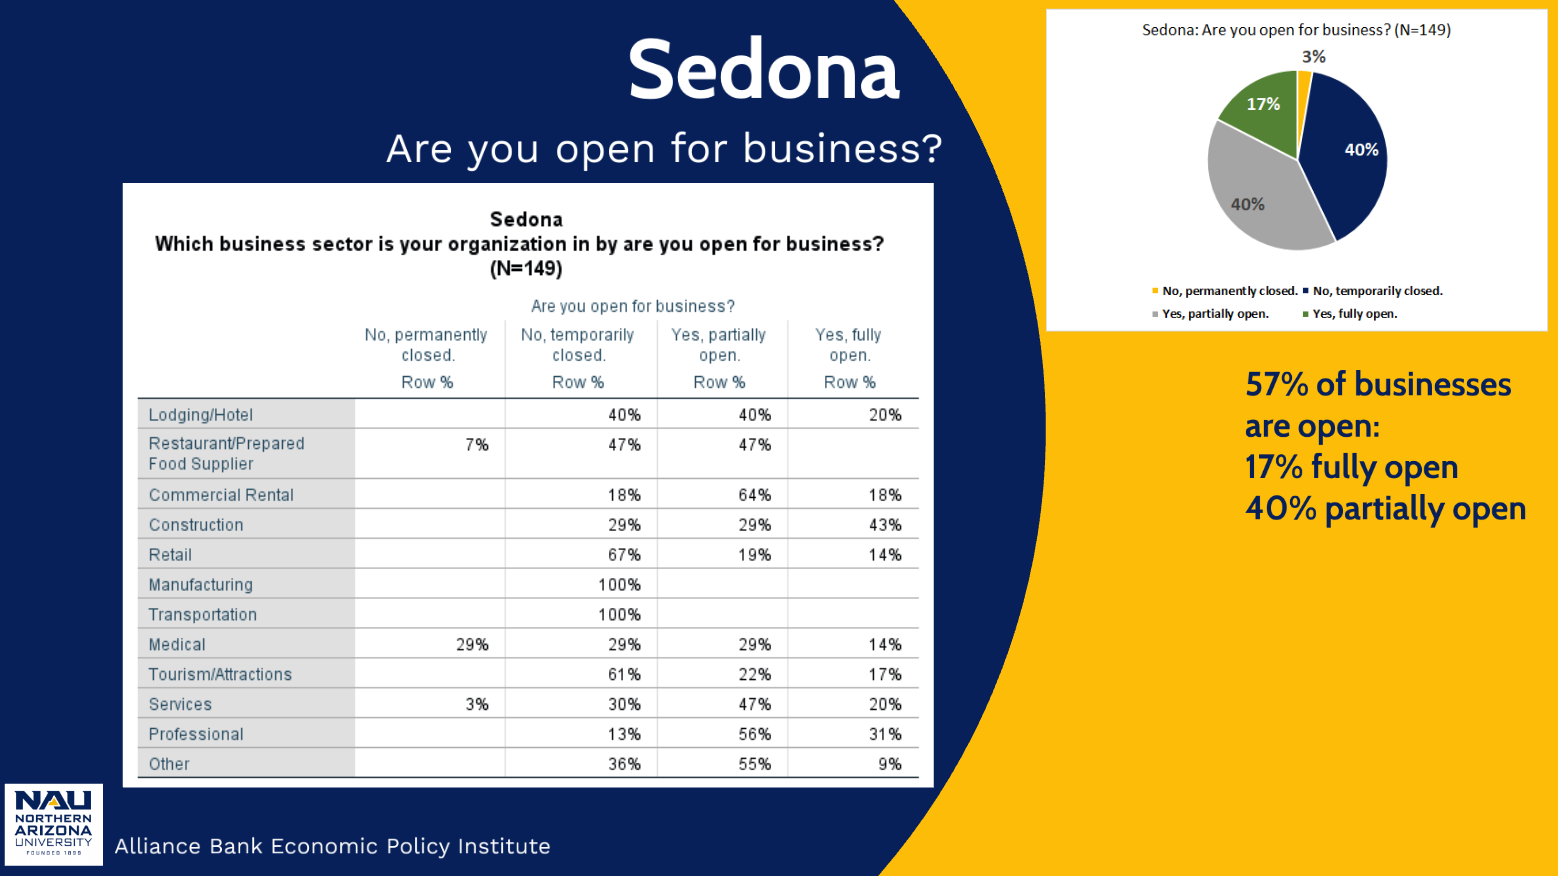 Sedona
Are you open for business?
Sedona
Which business sector is your organization in by are you open for business?
(N=149)
Are you open for business?
No, permanently closed. No, temporarily closed. Yes, partially open. Yes, fully open.
Row % Row % Row % Row %
Lodging/Hotel 40% 40% 20%
Restaurant/Prepared Food Supplier 7% 47% 47%
Commercial Rental 18% 64% 18%
Construction 29% 29% 43%
Retail 67% 19% 14%
Manufacturing 100%
Transportation 100%
Medical 29% 29% 29% 14%
Tourism/Attractions 61% 22% 17%
Services 3% 30% 47% 20%
Professional 13% 56% 31%
Other 36% 55% 9%
Sedona: Are you open for business? (N=149)
3%
17%
40%
40%
No, permanently closed. No, temporarily closed.
Yes, partially open. Yes, fully open.
57% of businesses
are open:
17% fully open
40% partially open
NAU
NORTHERN
ARIZONA
UNIVERSITY
FOUNDED 1899
Alliance Bank Economic Policy Institute